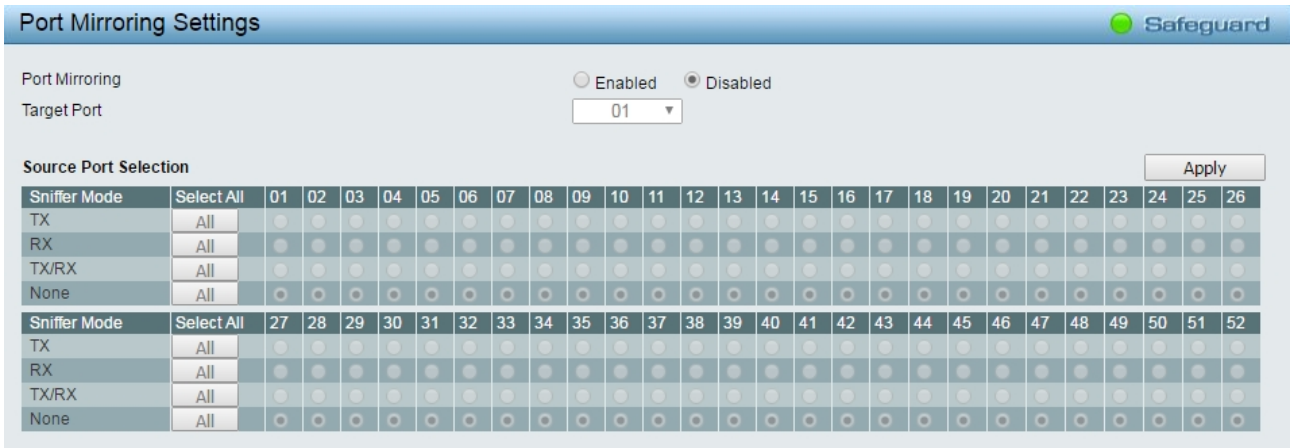 Port Mirroring Settings Safeguard
Port Mirroring Enabled Disabled
Target Port 01
Source Port Selection Apply
Sniffer Mode Select All 01 02 03 04 05 06 07 08 09 10 11 12 13 14 15 16 17 18 19 20 21 22 23 24 25 26
TX All
RX All
TX/RX All
None All
Sniffer Mode Select All 27 28 29 30 31 32 33 34 35 36 37 38 39 40 41 42 43 44 45 46 47 48 49 50 51 52
TX All
RX All
TX/RX All
None All